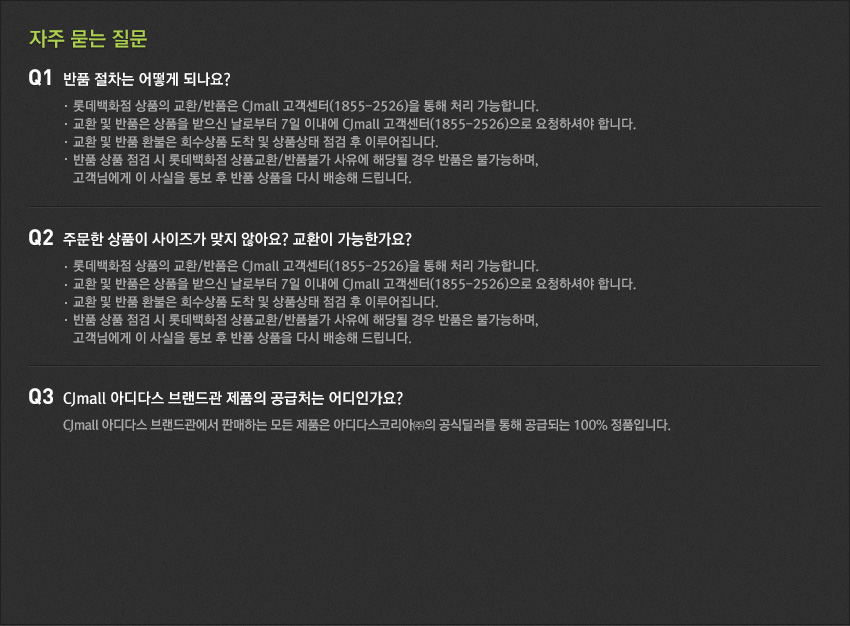 자주 묻는 질문
Q1 반품 절차는 어떻게 되나요?
· 롯데백화점 상품의 교환/반품은 CJmall 고객센터(1855-2526)을 통해 처리 가능합니다.
· 교환 및 반품은 상품을 받으신 날로부터 7일 이내에 CJmall 고객센터(1855-2526)으로 요청하셔야 합니다.
· 교환 및 반품 환불은 회수상품 도착 및 상품상태 점검 후 이루어집니다.
· 반품 상품 점검 시 롯데백화점 상품교환/반품불가 사유에 해당될 경우 반품은 불가능하며,
고객님에게 이 사실을 통보 후 반품 상품을 다시 배송해 드립니다.
Q2 주문한 상품이 사이즈가 맞지 않아요? 교환이 가능한가요?
· 롯데백화점 상품의 교환/반품은 CJmall 고객센터(1855-2526)을 통해 처리 가능합니다.
· 교환 및 반품은 상품을 받으신 날로부터 7일 이내에 CJmall 고객센터(1855-2526)으로 요청하셔야 합니다.
· 교환 및 반품 환불은 회수상품 도착 및 상품상태 점검 후 이루어집니다.
· 반품 상품 점검 시 롯데백화점 상품교환/반품불가 사유에 해당될 경우 반품은 불가능하며,
고객님에게 이 사실을 통보 후 반품 상품을 다시 배송해 드립니다.
Q3 CJmall 아디다스 브랜드관 제품의 공급처는 어디인가요?
CJmall 아디다스 브랜드관에서 판매하는 모든 제품은 아디다스코리아㈜의 공식딜러를 통해 공급되는 100% 정품입니다.